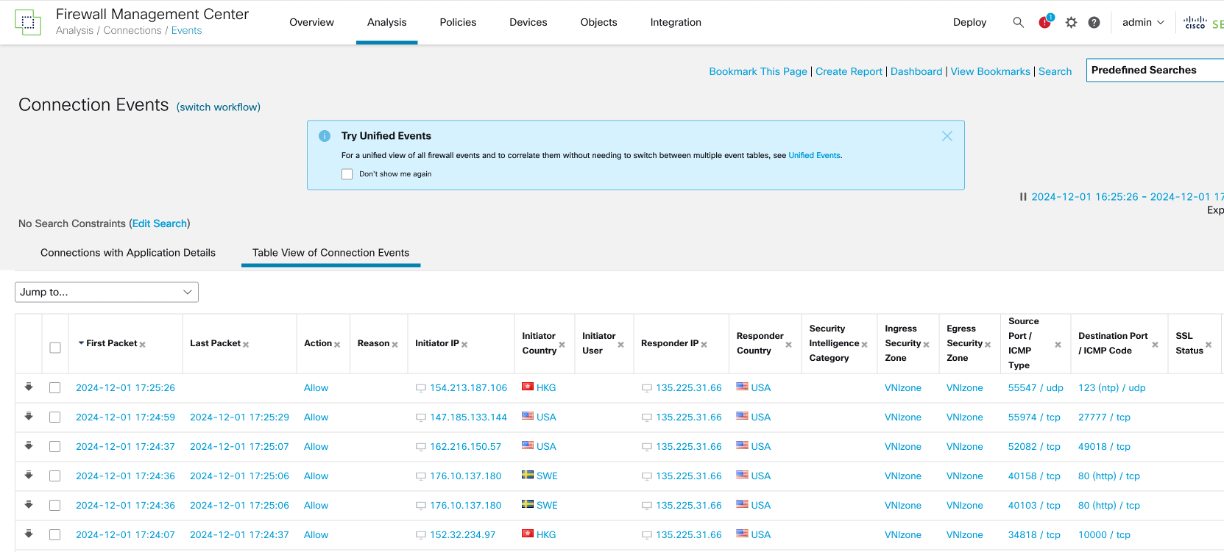 Firewall Management Center
Analysis / Connections / Events
Overview Analysis Policies Devices Objects Integration Deploy 1 admin cisco SE
Bookmark This Page | Create Report | Dashboard | View Bookmarks | Search Predefined Searches
Connection Events (switch workflow)
Try Unified Events
For a unified view of all firewall events and to correlate them without needing to switch between multiple event tables, see Unified Events.
Don't show me again
2024-12-01 16:25:26 - 2024-12-01 17
Exp
No Search Constraints (Edit Search)
Connections with Application Details Table View of Connection Events
Jump to...
First Packet Last Packet Action Reason Initiator IP Initiator Country Initiator User Responder IP Responder Country Security Intelligence Category Ingress Security Zone Egress Security Zone Source Port / ICMP Type Destination Port / ICMP Code SSL Status
2024-12-01 17:25:26 Allow 154.213.187.106 HKG 135.225.31.66 USA VNIzone VNIzone 55547 / udp 123 (ntp) / udp
2024-12-01 17:24:59 2024-12-01 17:25:29 Allow 147.185.133.144 USA 135.225.31.66 USA VNIzone VNIzone 55974 / tcp 27777 / tcp
2024-12-01 17:24:37 2024-12-01 17:25:07 Allow 162.216.150.57 USA 135.225.31.66 USA VNIzone VNIzone 52082 / tcp 49018 / tcp
2024-12-01 17:24:36 2024-12-01 17:25:06 Allow 176.10.137.180 SWE 135.225.31.66 USA VNIzone VNIzone 40158 / tcp 80 (http) / tcp
2024-12-01 17:24:36 2024-12-01 17:25:06 Allow 176.10.137.180 SWE 135.225.31.66 USA VNIzone VNIzone 40103 / tcp 80 (http) / tcp
2024-12-01 17:24:07 2024-12-01 17:24:37 Allow 152.32.234.97 HKG 135.225.31.66 USA VNIzone VNIzone 34818 / tcp 10000 / tcp